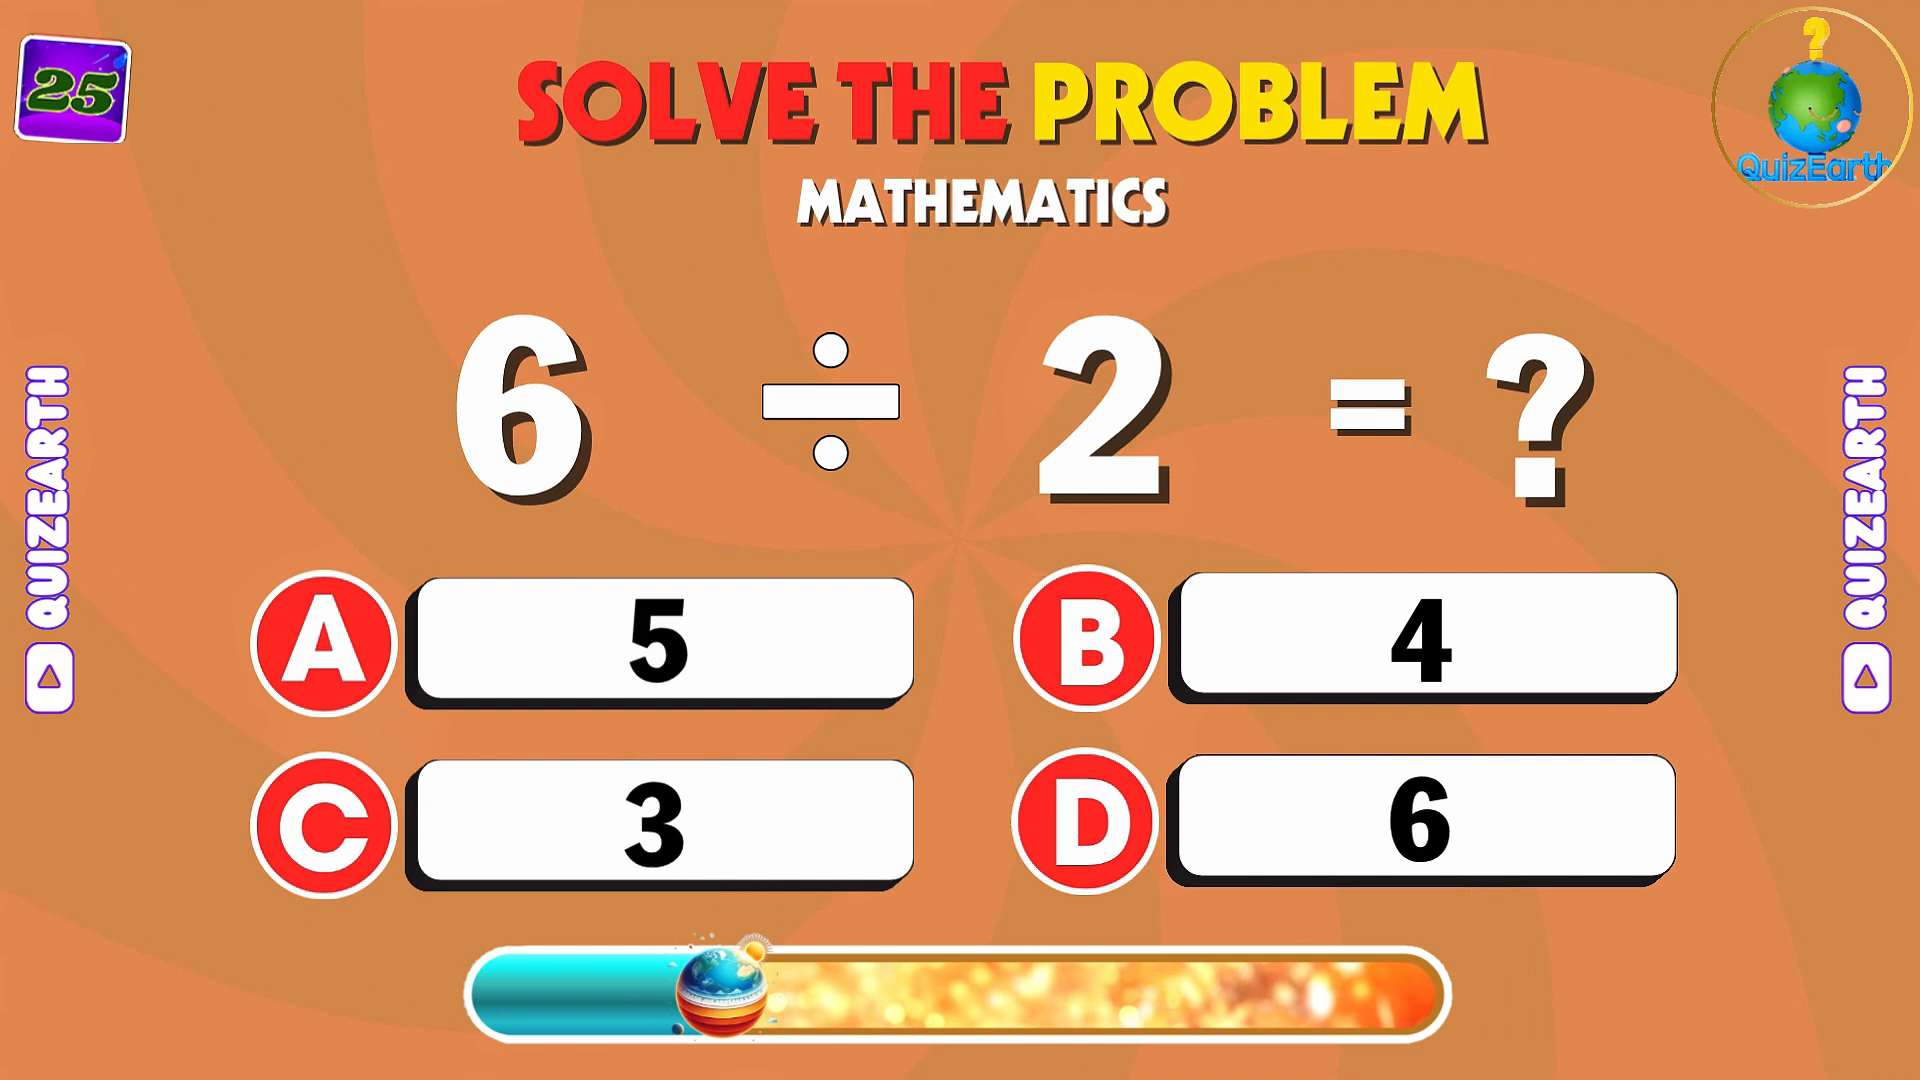 25
SOLVE THE PROBLEM
MATHEMATICS
?
QuizEarth
6 ÷ 2 = ?
QUIZEARTH
QUIZEARTH
A 5
B 4
C 3
D 6